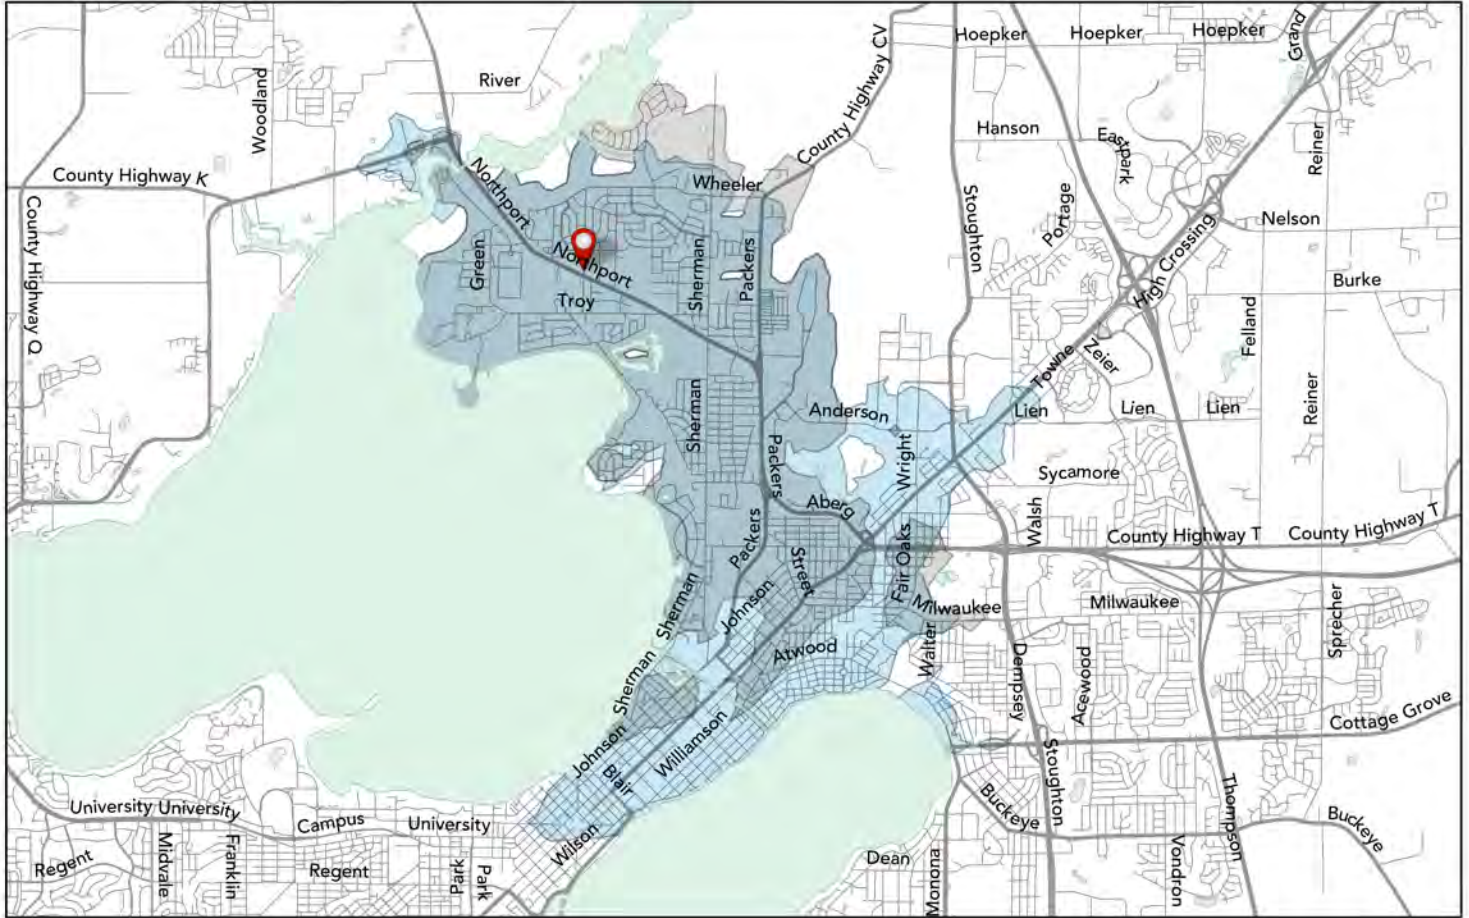 Hoepker
Hoepker
Hoepker
Grand
County Highway CV
River
Woodland
Hanson
Eastpark
Reiner
County Highway K
Northport
Wheeler
Stoughton
Portage
Nelson
County Highway Q
Green
Northport
Sherman
Packers
High Crossing
Burke
Troy
Felland
Towne
Zeier
Sherman
Anderson
Lien
Lien
Lien
Reiner
Packers
Wright
Sycamore
Aberg
Walsh
County Highway T
County Highway T
Packers
Street
Fair Oaks
Sherman
Johnson
Milwaukee
Milwaukee
Sprecher
Atwood
Walter
Sherman
Dempsey
Acewood
Cottage Grove
Johnson
Williamson
Blair
Stoughton
Thompson
University University
Campus
University
Buckeye
Buckeye
Wilson
Regent
Midvale
Franklin
Regent
Park
Park
Dean
Monona
Vondron